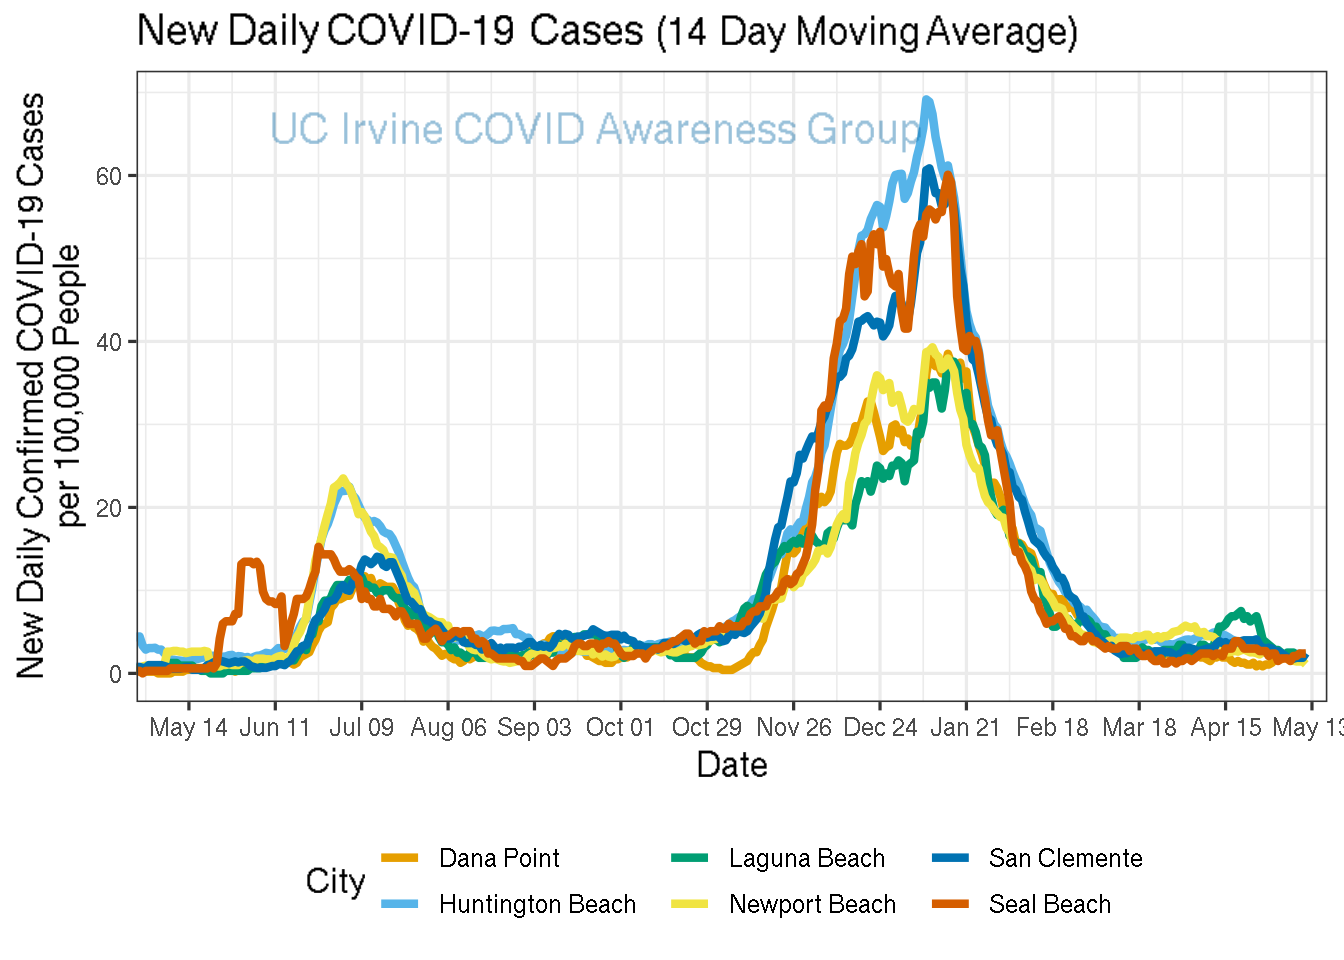 New Daily COVID-19 Cases (14 Day Moving Average)
UC Irvine COVID Awareness Group
New Daily Confirmed COVID-19 Cases
per 100,000 People
60
40
20
0
May 14 Jun 11 Jul 09 Aug 06 Sep 03 Oct 01 Oct 29 Nov 26 Dec 24 Jan 21 Feb 18 Mar 18 Apr 15 May 13
Date
City
Dana Point Laguna Beach San Clemente
Huntington Beach Newport Beach Seal Beach